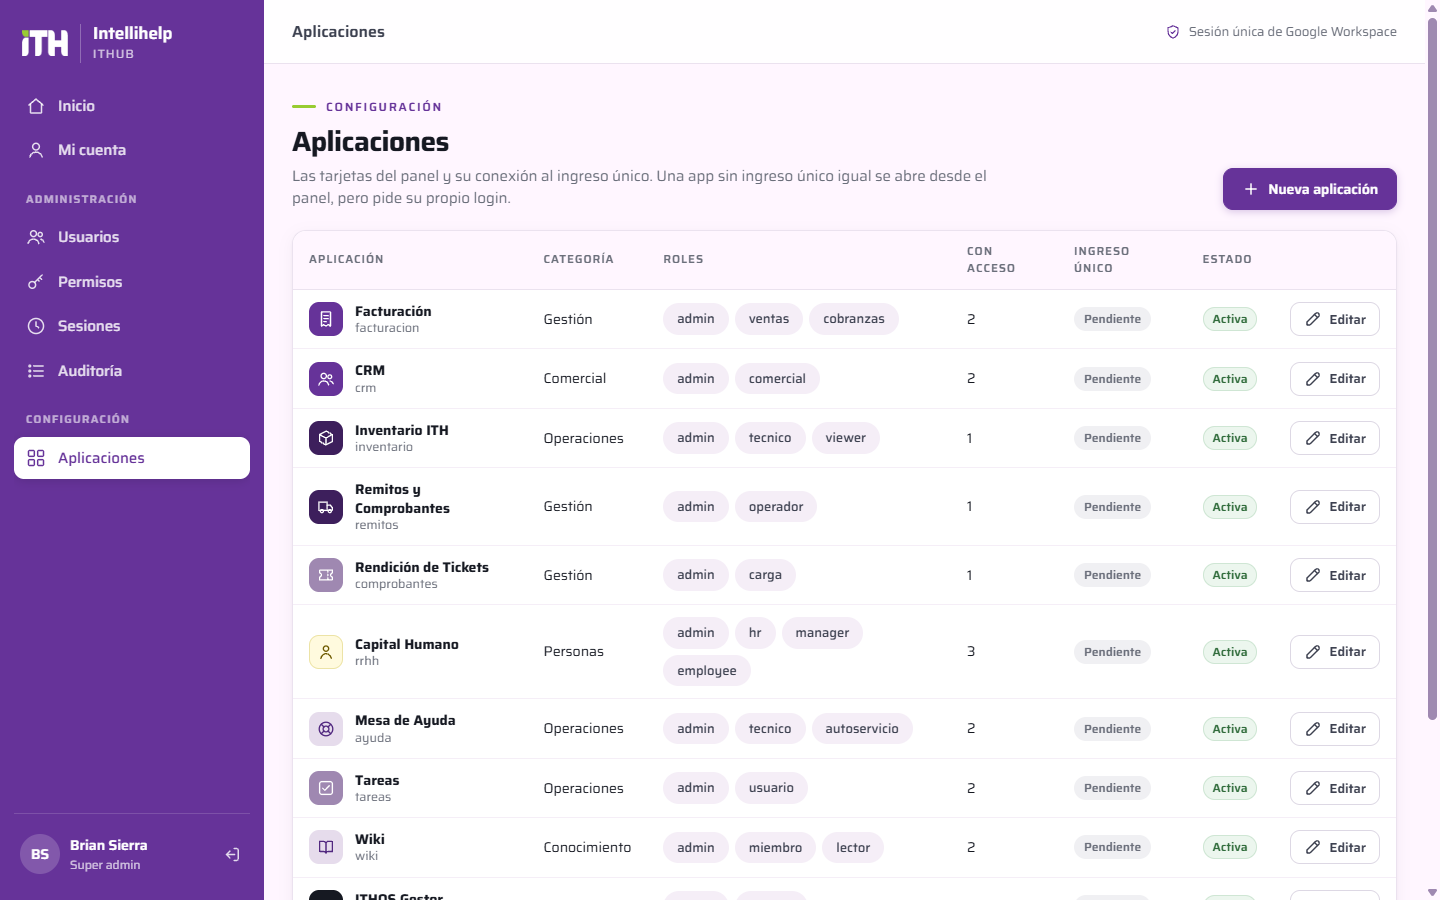 iTH
Intellihelp
ITHUB
Inicio
Mi cuenta
ADMINISTRACIÓN
Usuarios
Permisos
Sesiones
Auditoría
CONFIGURACIÓN
Aplicaciones
BS
Brian Sierra
Super admin
Aplicaciones
Sesión única de Google Workspace
CONFIGURACIÓN
Aplicaciones
Las tarjetas del panel y su conexión al ingreso único. Una app sin ingreso único igual se abre desde el
panel, pero pide su propio login.
Nueva aplicación
APLICACIÓN CATEGORÍA ROLES CON ACCESO INGRESO ÚNICO ESTADO
Facturación
facturacion
Gestión admin ventas cobranzas 2 Pendiente Activa Editar
CRM
crm
Comercial admin comercial 2 Pendiente Activa Editar
Inventario ITH
inventario
Operaciones admin tecnico viewer 1 Pendiente Activa Editar
Remitos y
Comprobantes
remitos
Gestión admin operador 1 Pendiente Activa Editar
Rendición de Tickets
comprobantes
Gestión admin carga 1 Pendiente Activa Editar
Capital Humano
rrhh
Personas admin hr manager
employee
3 Pendiente Activa Editar
Mesa de Ayuda
ayuda
Operaciones admin tecnico autoservicio 2 Pendiente Activa Editar
Tareas
tareas
Operaciones admin usuario 2 Pendiente Activa Editar
Wiki
wiki
Conocimiento admin miembro lector 2 Pendiente Activa Editar
ITHOS Gestor